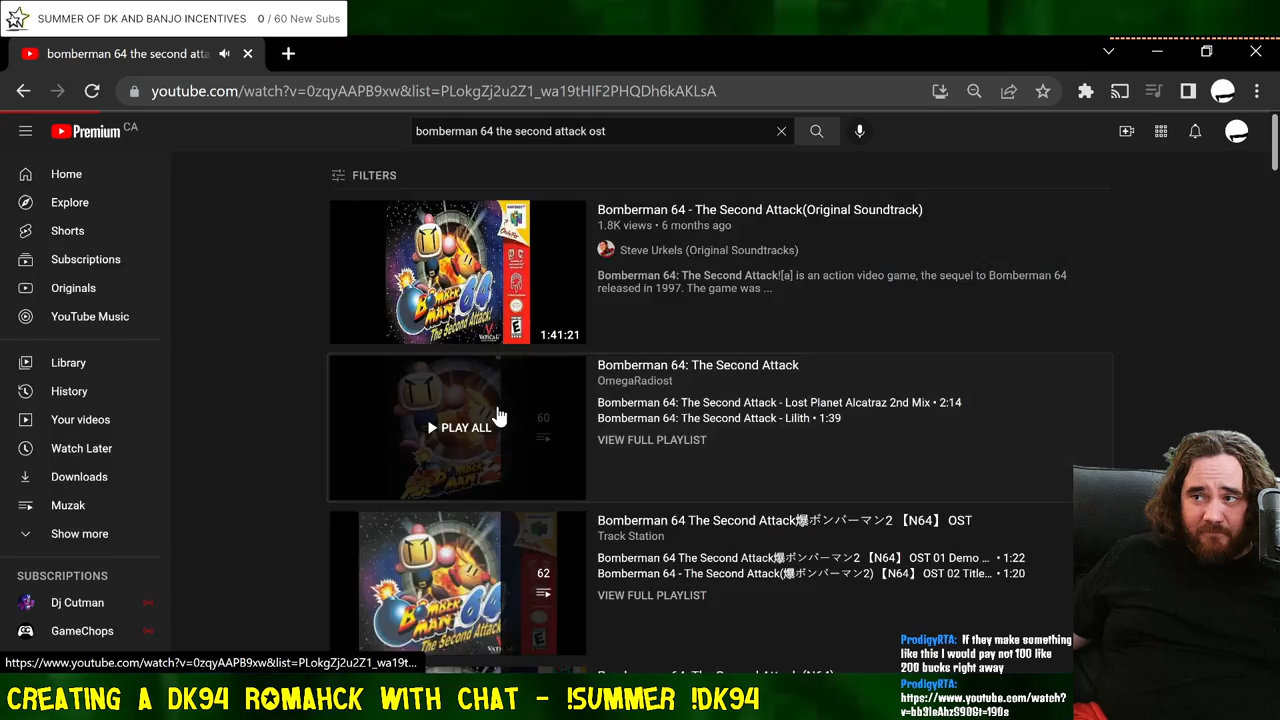 SUMMER OF DK AND BANJO INCENTIVES 0 / 60 New Subs
bomberman 64 the second atta
youtube.com/watch?v=0zqyAAPB9xw&list=PLokgZj2u2Z1_wa19tHIF2PHQDh6kAKLsA
Premium CA
bomberman 64 the second attack ost
Home
Explore
Shorts
Subscriptions
Originals
YouTube Music
Library
History
Your videos
Watch Later
Downloads
Muzak
Show more
SUBSCRIPTIONS
Dj Cutman
GameChops
FILTERS
1:41:21
Bomberman 64 - The Second Attack(Original Soundtrack)
1.8K views • 6 months ago
Steve Urkels (Original Soundtracks)
Bomberman 64: The Second Attack![a] is an action video game, the sequel to Bomberman 64
released in 1997. The game was ...
PLAY ALL
60
Bomberman 64: The Second Attack
OmegaRadiost
Bomberman 64: The Second Attack - Lost Planet Alcatraz 2nd Mix • 2:14
Bomberman 64: The Second Attack - Lilith • 1:39
VIEW FULL PLAYLIST
62
Bomberman 64 The Second Attack爆ボンバーマン2 【N64】 OST
Track Station
Bomberman 64 The Second Attack爆ボンバーマン2 【N64】 OST 01 Demo ... • 1:22
Bomberman 64 - The Second Attack(爆ボンバーマン2) 【N64】 OST 02 Title... • 1:20
VIEW FULL PLAYLIST
https://www.youtube.com/watch?v=0zqyAAPB9xw&list=PLokgZj2u2Z1_wa19t...
ProdigyRTA: If they make something
like this I would pay not 100 like
200 bucks right away
ProdigyRTA:
https://www.youtube.com/watch?
CREATING A DK94 ROMAHCK WITH CHAT - !SUMMER !DK94